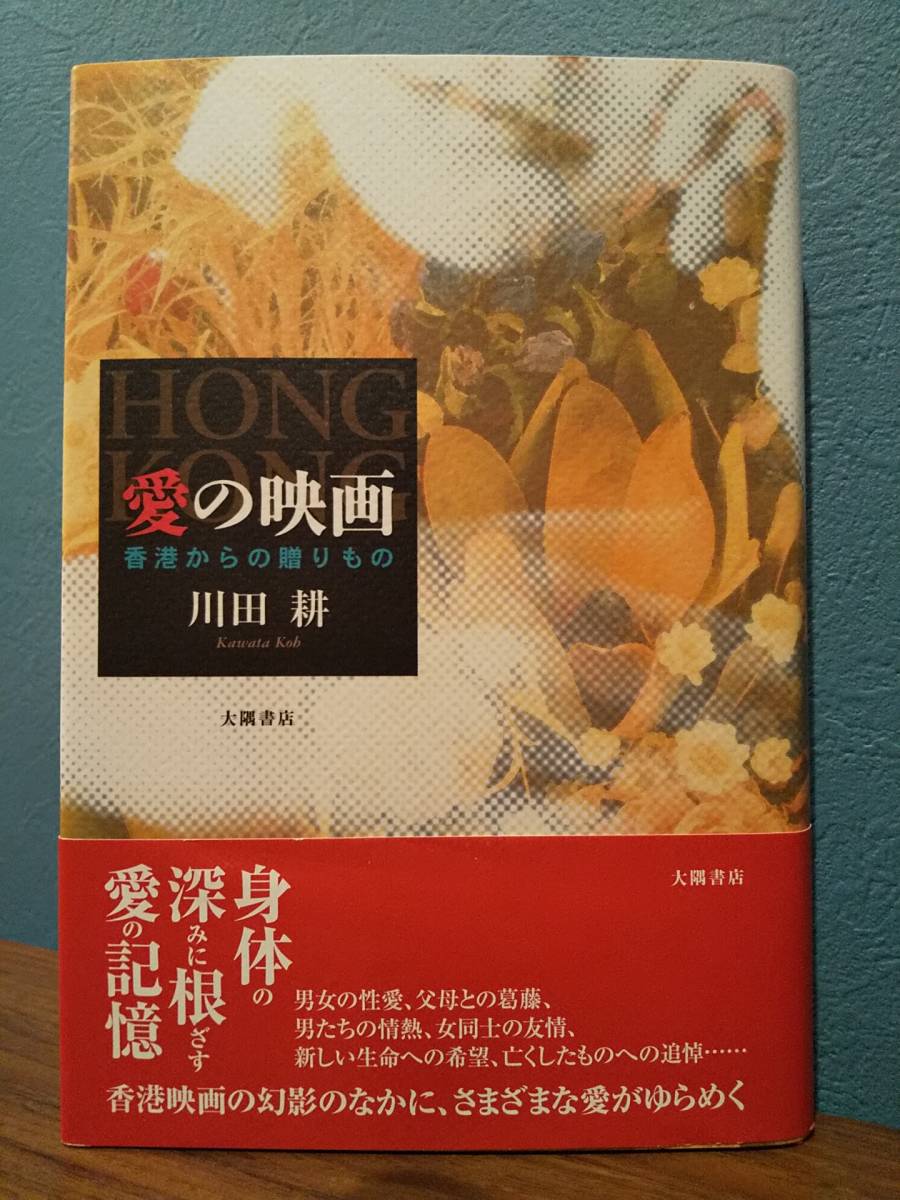 HONG
KONG
愛の映画
香港からの贈りもの
川田 耕
Kawata Koh
大隅書店
大隅書店
身体の
深みに根ざす
愛の記憶
男女の性愛、父母との葛藤、
男たちの情熱、女同士の友情、
新しい生命への希望、亡くしたものへの追悼……
香港映画の幻影のなかに、さまざまな愛がゆらめく